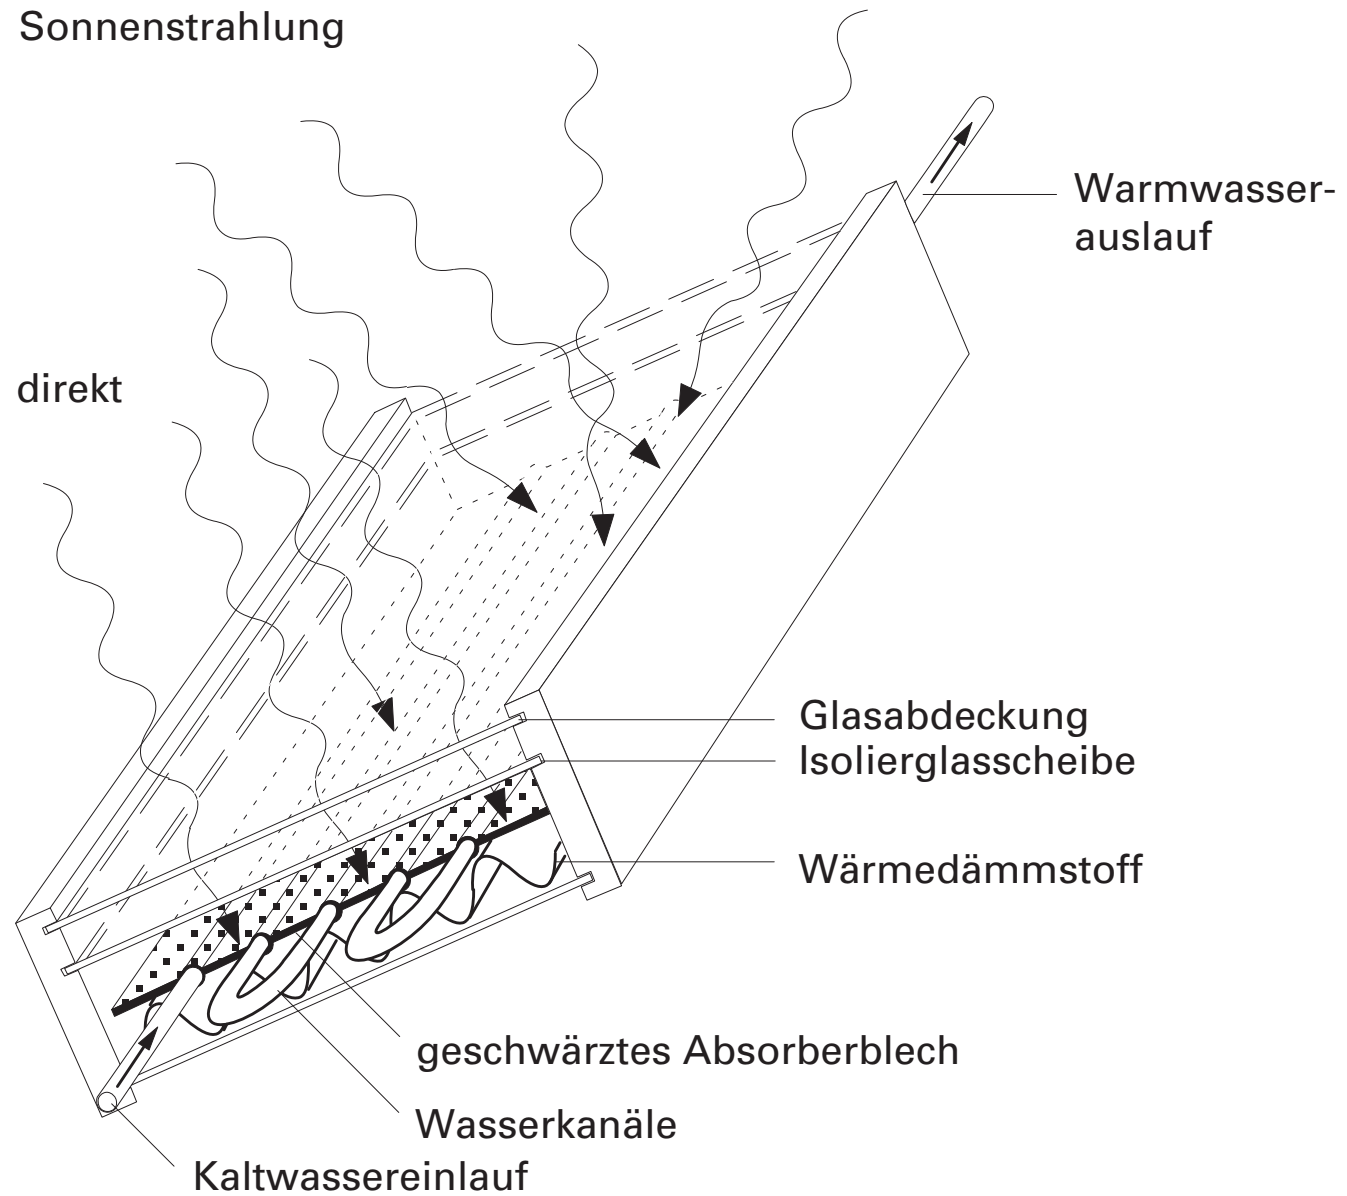 Sonnenstrahlung
Warmwasser-
auslauf
direkt
Glasabdeckung
Isolierglasscheibe
Wärmedämmstoff
geschwärztes Absorberblech
Wasserkanäle
Kaltwassereinlauf